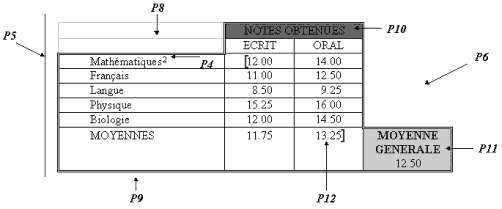 P8
P5
NOTES OBTENUES
P10
ECRIT ORAL
Mathématiques2 P4 [12.00 14.00
P6
Français 11.00 12.50
Langue 8.50 9.25
Physique 15.25 16.00
Biologie 12.00 14.50
MOYENNES 11.75 13.25] MOYENNE
GENERALE P11
12.50
P9 P12